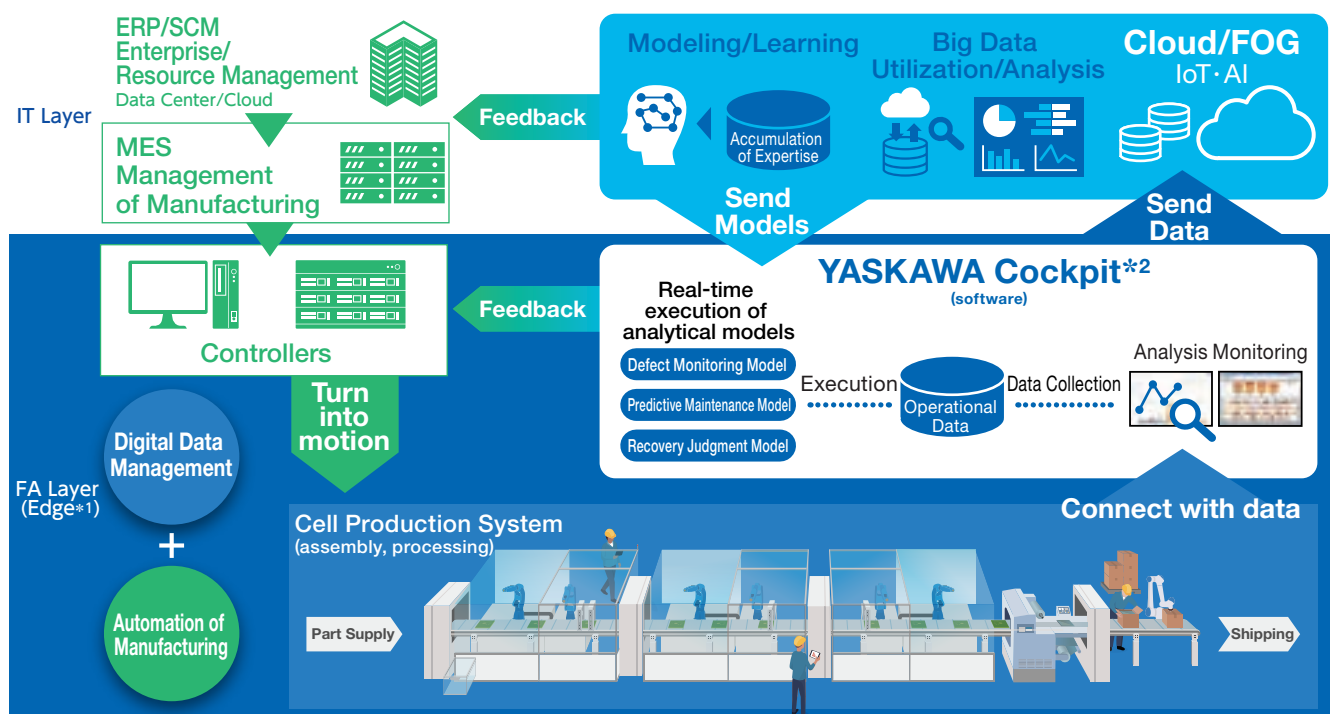 ERP/SCM
Enterprise/
Resource Management
Data Center/Cloud
IT Layer
MES
Management
of Manufacturing
Feedback
Modeling/Learning
Accumulation
of Expertise
Big Data
Utilization/Analysis
Cloud/FOG
IoT・AI
Send
Models
Send
Data
Controllers
Feedback
YASKAWA Cockpit*2
(software)
Real-time
execution of
analytical models
Defect Monitoring Model
Predictive Maintenance Model
Recovery Judgment Model
Execution
Operational
Data
Data Collection
Analysis Monitoring
Turn
into
motion
Digital Data
Management
FA Layer
(Edge*1)
+
Automation of
Manufacturing
Connect with data
Cell Production System
(assembly, processing)
Part Supply
Shipping